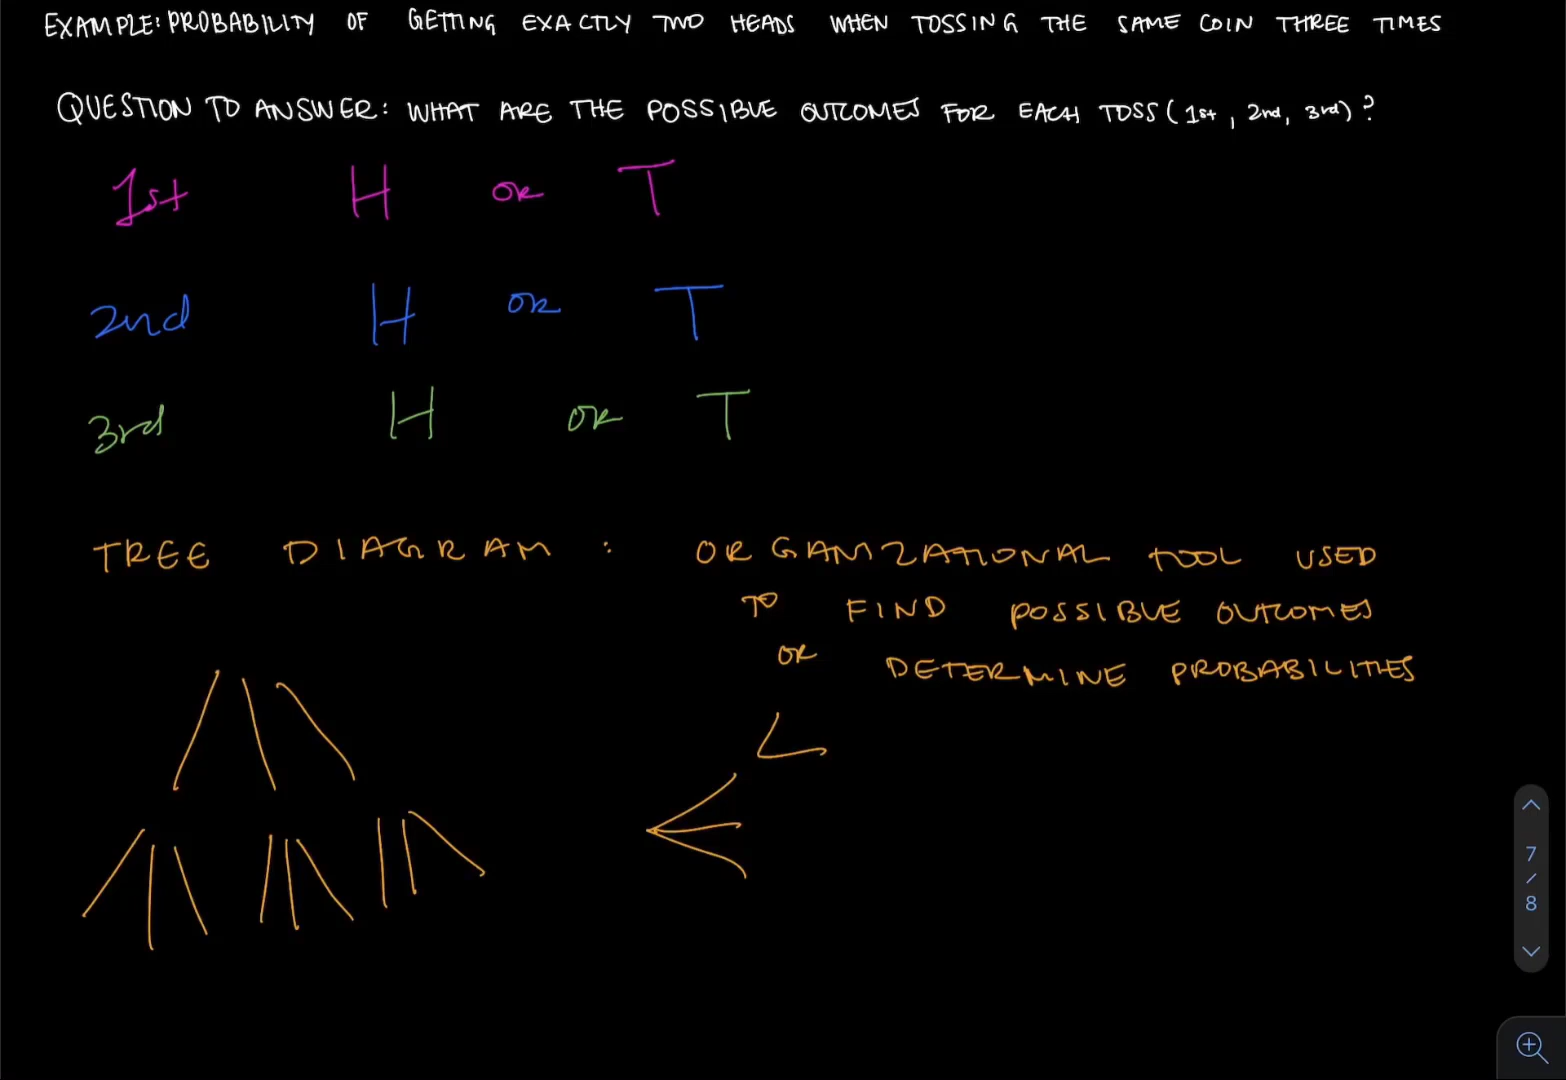 EXAMPLE: PROBABILITY OF GETTING EXACTLY TWO HEADS WHEN TOSSING THE SAME COIN THREE TIMES
QUESTION TO ANSWER: WHAT ARE THE POSSIBLE OUTCOMES FOR EACH TOSS (1st, 2nd, 3rd)?
1st H OR T
2nd H OR T
3rd H OR T
TREE DIAGRAM: ORGANIZATIONAL TOOL USED
TO FIND POSSIBLE OUTCOMES
OR DETERMINE PROBABILITIES
7
/
8